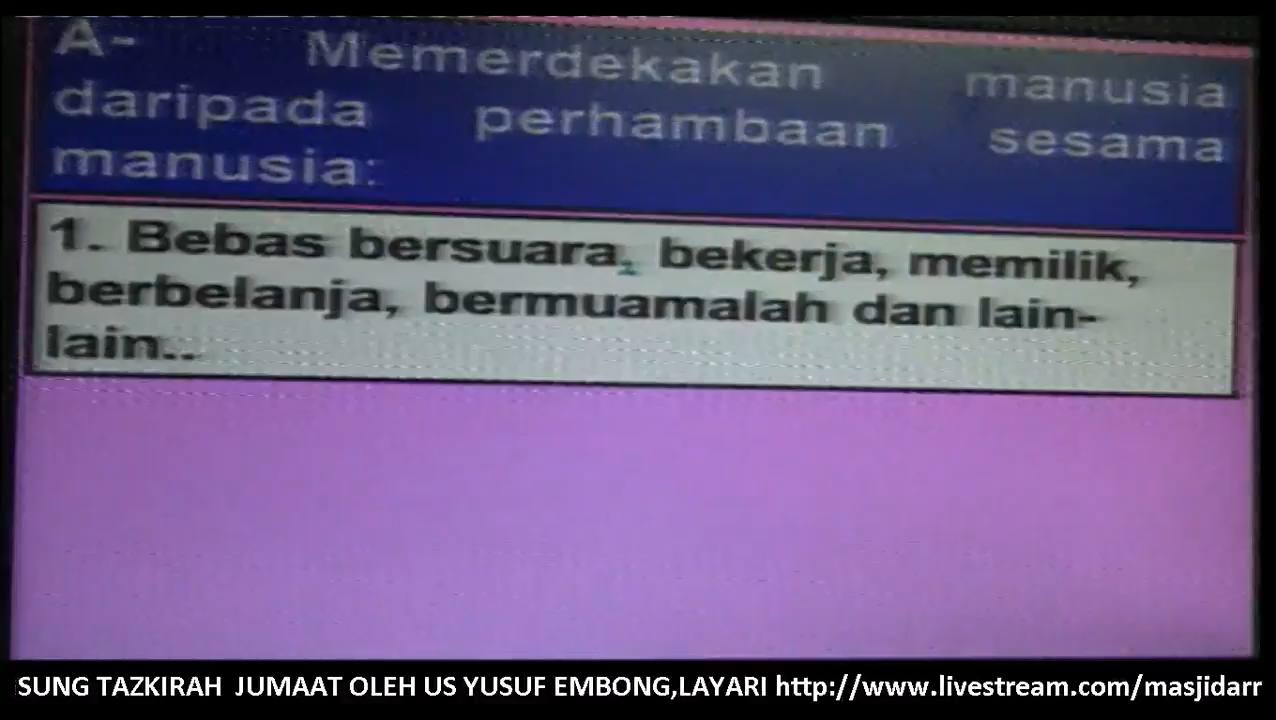 A- Memerdekakan manusia
daripada perhambaan sesama
manusia:
1. Bebas bersuara, bekerja, memilik,
berbelanja, bermuamalah dan lain-
lain..
SUNG TAZKIRAH JUMAAT OLEH US YUSUF EMBONG,LAYARI http://www.livestream.com/masjidarr